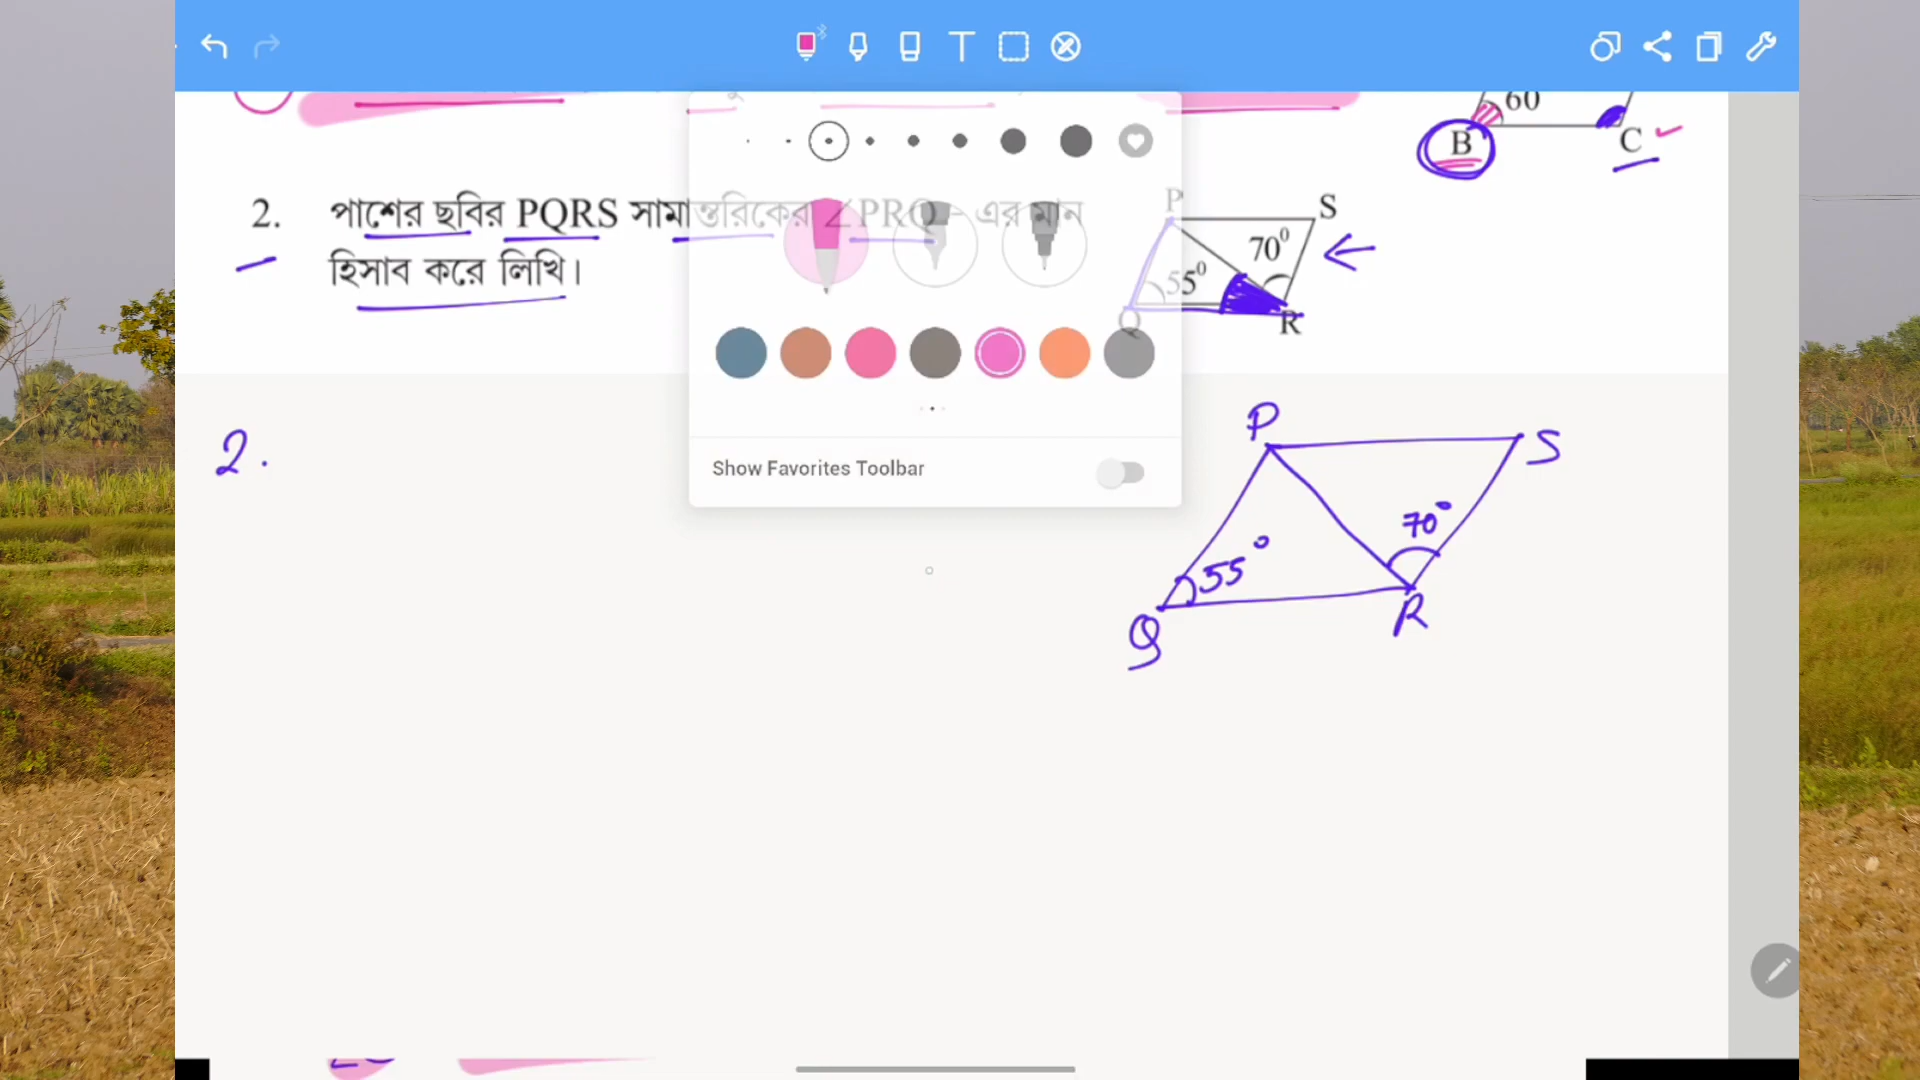 60
B C
2. পাশের ছবির PQRS সামান্তরিকের ∠PRQ - এর মান
হিসাব করে লিখি।
P S
70⁰
55⁰
Q R
Show Favorites Toolbar
2.
P S
70°
55°
Q R